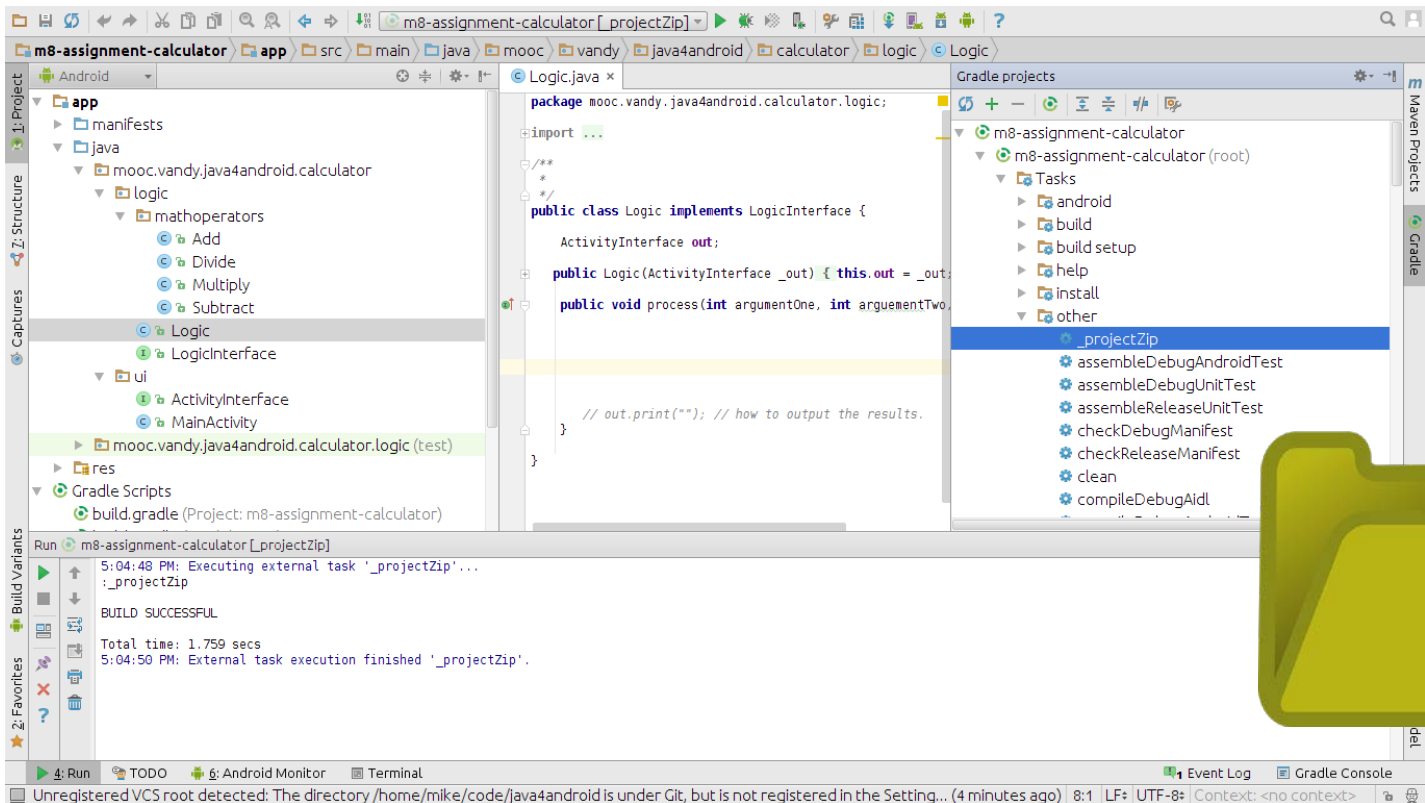 m8-assignment-calculator [_projectZip]
m8-assignment-calculator app src main java mooc vandy java4android calculator logic Logic
1: Project
7: Structure
Captures
Build Variants
2: Favorites
Android
app
manifests
java
mooc.vandy.java4android.calculator
logic
mathoperators
Add
Divide
Multiply
Subtract
Logic
LogicInterface
ui
ActivityInterface
MainActivity
mooc.vandy.java4android.calculator.logic (test)
res
Gradle Scripts
build.gradle (Project: m8-assignment-calculator)
Logic.java ×
package mooc.vandy.java4android.calculator.logic;
import ...
/**
*
*/
public class Logic implements LogicInterface {
ActivityInterface out;
public Logic(ActivityInterface _out) { this.out = _out;
public void process(int argumentOne, int arguementTwo,
// out.print(""); // how to output the results.
}
}
Gradle projects
m8-assignment-calculator
m8-assignment-calculator (root)
Tasks
android
build
build setup
help
install
other
_projectZip
assembleDebugAndroidTest
assembleDebugUnitTest
assembleReleaseUnitTest
checkDebugManifest
checkReleaseManifest
clean
compileDebugAidl
m Maven Projects
Gradle
Run m8-assignment-calculator [_projectZip]
5:04:48 PM: Executing external task '_projectZip'...
:_projectZip
BUILD SUCCESSFUL
Total time: 1.759 secs
5:04:50 PM: External task execution finished '_projectZip'.
4: Run TODO 6: Android Monitor Terminal 1 Event Log Gradle Console
Unregistered VCS root detected: The directory /home/mike/code/java4android is under Git, but is not registered in the Setting... (4 minutes ago) 8:1 LF÷ UTF-8÷ Context: <no context>